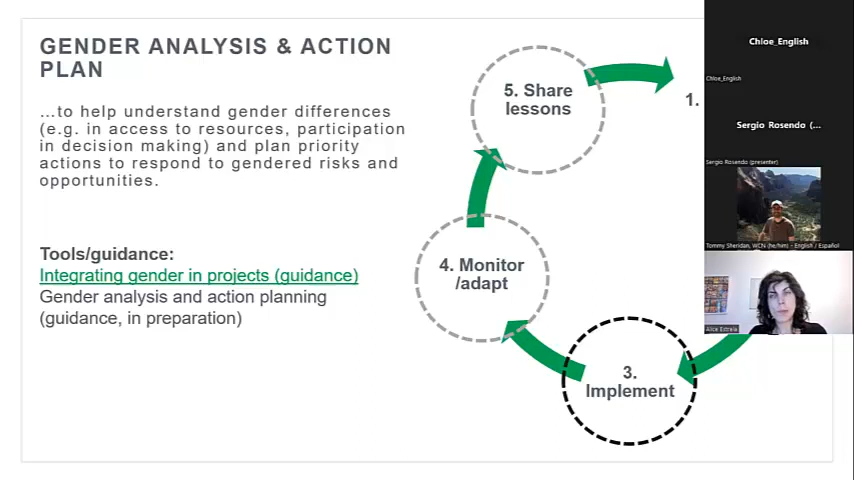 GENDER ANALYSIS & ACTION
PLAN
...to help understand gender differences
(e.g. in access to resources, participation
in decision making) and plan priority
actions to respond to gendered risks and
opportunities.
Tools/guidance:
Integrating gender in projects (guidance)
Gender analysis and action planning
(guidance, in preparation)
5. Share
lessons
1.
4. Monitor
/adapt
3.
Implement
Chloe_English
Chloe_English
Sergio Rosendo (...
Sergio Rosendo (presenter)
Tommy Sheridan, WCN (he/him) - English / Español
Alice Estrela